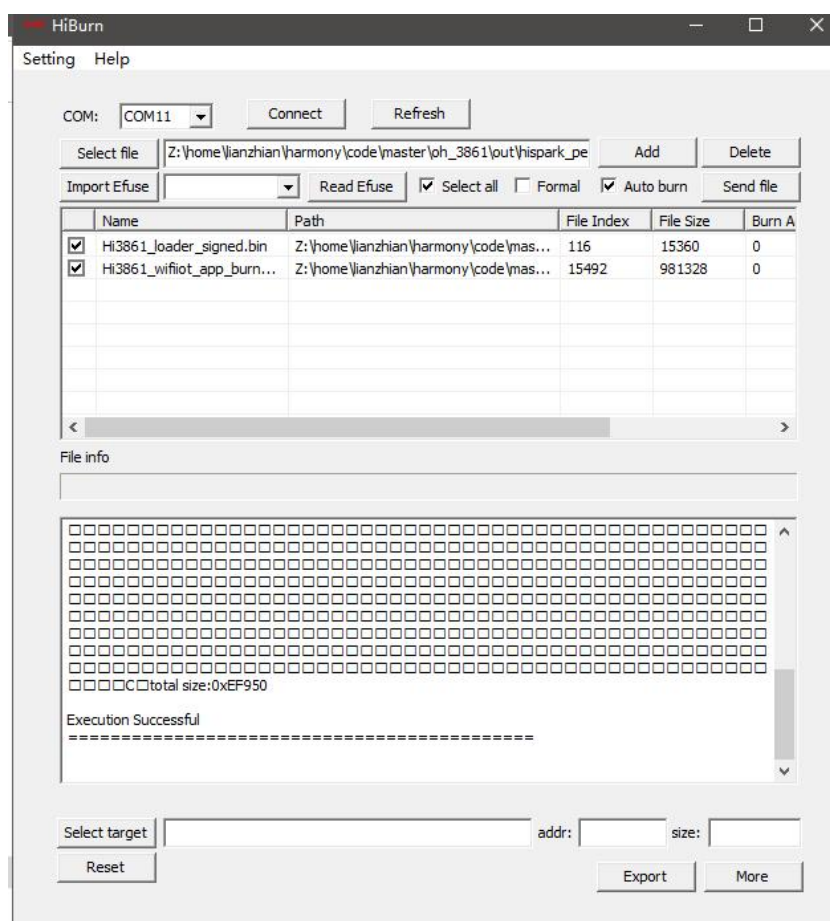 HiBurn
Setting Help
COM: COM11 Connect Refresh
Select file Z:\home\lianzhian\harmony\code\master\oh_3861\out\hispark_pe Add Delete
Import Efuse Read Efuse Select all Formal Auto burn Send file
Name Path File Index File Size Burn A
Hi3861_loader_signed.bin Z:\home\lianzhian\harmony\code\mas... 116 15360 0
Hi3861_wifiiot_app_burn... Z:\home\lianzhian\harmony\code\mas... 15492 981328 0
File info
□□□□C□total size:0xEF950
Execution Successful
============================================
Select target addr: size:
Reset Export More